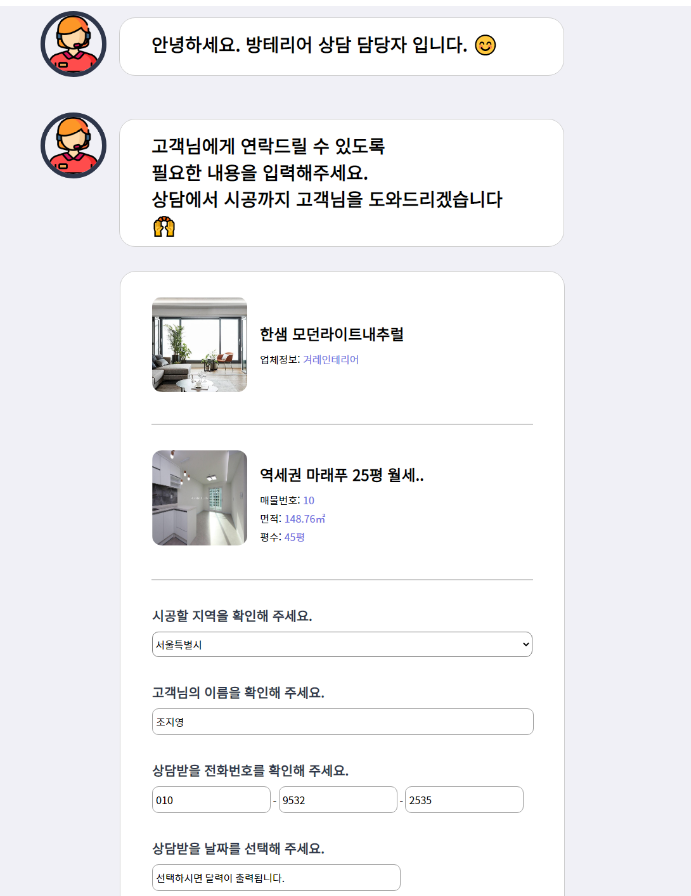 안녕하세요. 방테리어 상담 담당자 입니다. 😊
고객님에게 연락드릴 수 있도록
필요한 내용을 입력해주세요.
상담에서 시공까지 고객님을 도와드리겠습니다
🙌
한샘 모던라이트내추럴
업체정보: 겨레인테리어
역세권 마래푸 25평 월세..
매물번호: 10
면적: 148.76㎡
평수: 45평
시공할 지역을 확인해 주세요.
서울특별시
고객님의 이름을 확인해 주세요.
조지영
상담받을 전화번호를 확인해 주세요.
010 - 9532 - 2535
상담받을 날짜를 선택해 주세요.
선택하시면 달력이 출력됩니다.